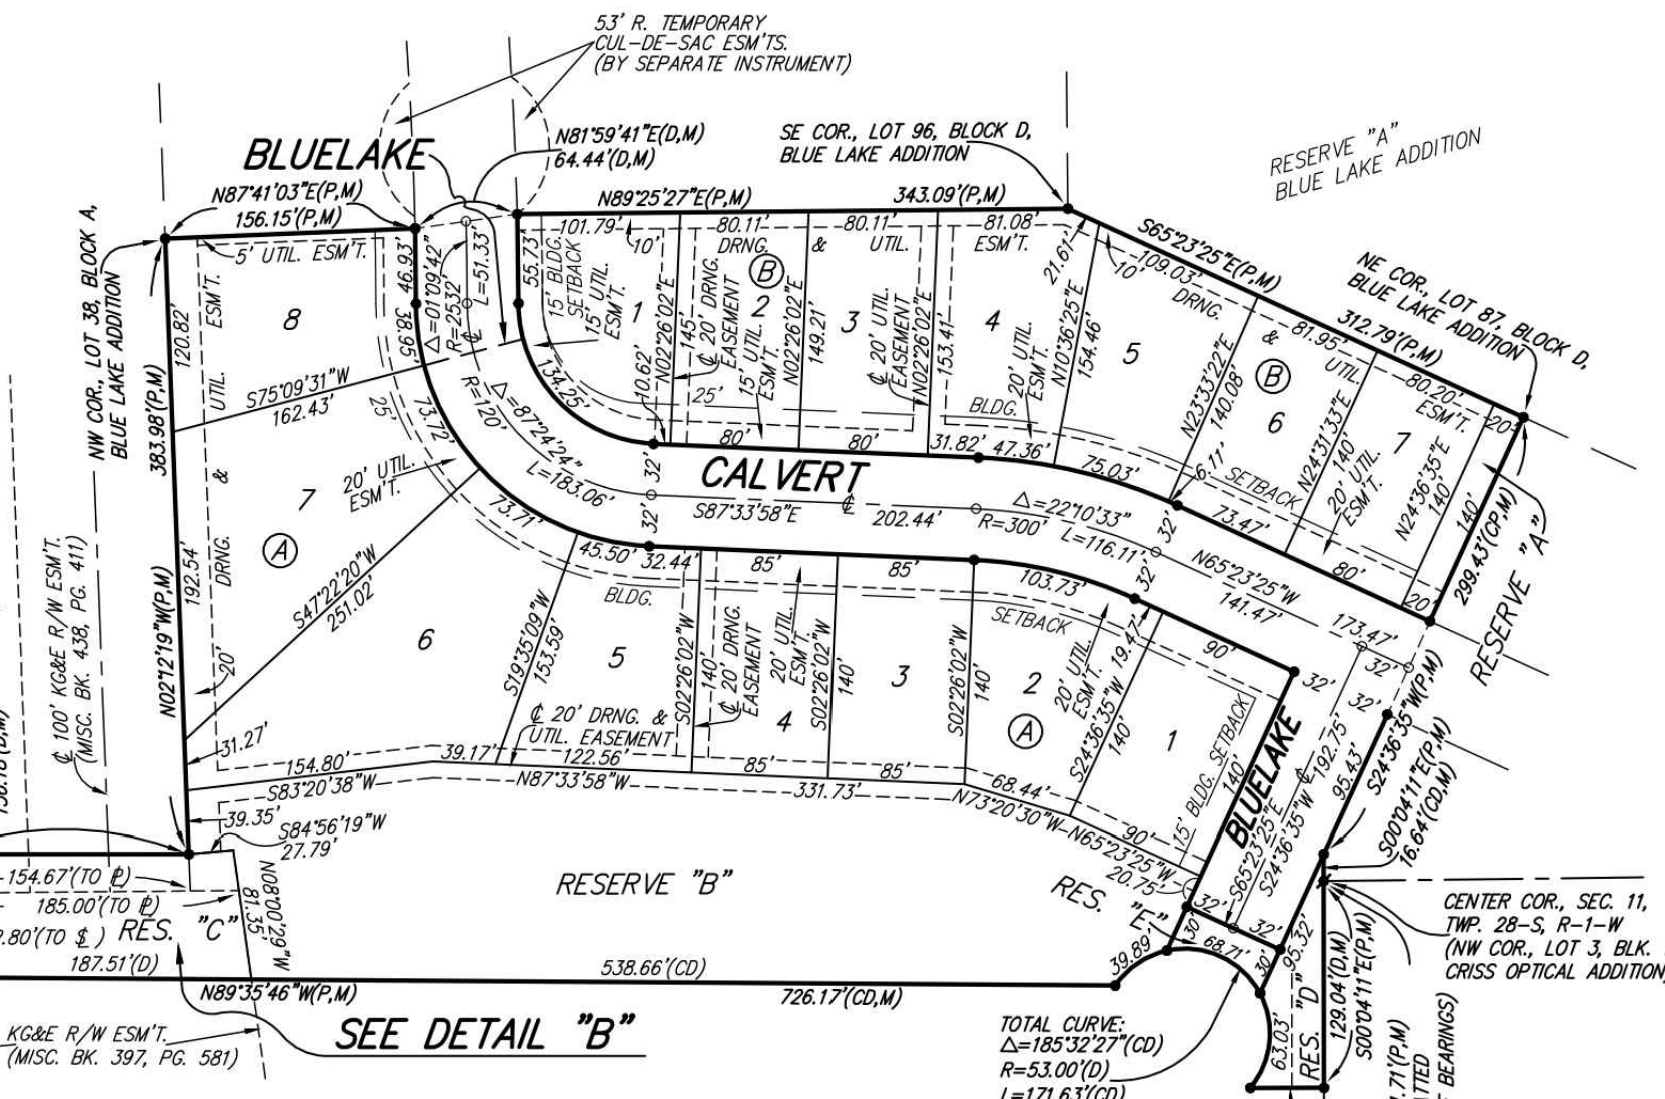 53' R. TEMPORARY
CUL-DE-SAC ESM'TS.
(BY SEPARATE INSTRUMENT)
BLUELAKE
N81°59'41"E(D,M)
64.44'(D,M)
SE COR., LOT 96, BLOCK D,
BLUE LAKE ADDITION
RESERVE "A"
BLUE LAKE ADDITION
N87°41'03"E(P,M)
156.15'(P,M)
N89°25'27"E(P,M)
343.09'(P,M)
S65°23'25"E(P,M)
312.79'(P,M)
NE COR., LOT 87, BLOCK D,
BLUE LAKE ADDITION
NW COR., LOT 38, BLOCK A,
BLUE LAKE ADDITION
5' UTIL. ESM'T.
101.79'
80.11'
80.11'
81.08'
109.03'
81.95'
80.20'
20'
10'
DRNG.
&
UTIL.
ESM'T.
10'
DRNG.
&
UTIL.
ESM'T.
120.82'
383.98'(P,M)
192.54'
N02°12'19"W(P,M)
ESM'T.
UTIL.
&
DRNG.
20'
8
46.93'
38.95'
Δ=01°09'42"
R=2532'
L=51.33'
℄
55.73'
15' BLDG.
SETBACK
15' UTIL.
ESM'T.
1
10.62'
N02°26'02"E
145'
℄ 20' DRNG.
EASEMENT
B
2
15' UTIL.
ESM'T.
25'
N02°26'02"E
149.21'
3
℄ 20' UTIL.
EASEMENT
N02°26'02"E
153.41'
4
20' UTIL.
ESM'T.
21.61'
N10°36'25"E
154.46'
5
N23°33'22"E
140.08'
B
6
N24°31'33"E
140'
20' UTIL.
ESM'T.
7
N24°36'35"E
140'
140'
299.43'(CP,M)
RESERVE "A"
S75°09'31"W
162.43'
25'
73.72'
R=120'
Δ=87°24'24"
L=183.06'
134.25'
80'
80'
31.82'
47.36'
BLDG.
75.03'
6.11'
SETBACK
73.47'
80'
20'
CALVERT
32'
32'
S87°33'58"E
℄
202.44'
R=300'
Δ=22°10'33"
L=116.11'
32'
32'
N65°23'25"W
141.47'
173.47'
32'
7
20' UTIL.
ESM'T.
A
73.71'
S47°22'20"W
251.02'
6
45.50'
32.44'
85'
85'
103.73'
BLDG.
SETBACK
S19°35'09"W
153.59'
5
S02°26'02"W
140'
℄ 20' DRNG.
EASEMENT
20' UTIL.
ESM'T.
4
S02°26'02"W
140'
3
S02°26'02"W
140'
2
A
20' UTIL.
ESM'T.
19.47'
S24°36'35"W
140'
90'
1
15' BLDG. SETBACK
140'
BLUELAKE
32'
32'
℄
192.75'
S24°36'35"W
S65°23'25"E
95.43'
S24°36'35"W(P,M)
S00°04'11"E(P,M)
16.64'(CD,M)
℄ 100' KG&E R/W ESM'T.
(MISC. BK. 438, PG. 411)
31.27'
154.80'
S83°20'38"W
39.17'
℄ 20' DRNG. &
UTIL. EASEMENT
122.56'
N87°33'58"W
85'
331.73'
85'
68.44'
N73°20'30"W
90'
N65°23'25"W
20.75'
39.35'
S84°56'19"W
27.79'
N08°00'29"W
81.35'
RESERVE "B"
RES. "E"
32'
32'
30'
68.71'
30'
39.89'
95.32'
154.67'(TO ⅊)
185.00'(TO ⅊)
RES. "C"
187.51'(D)
N89°35'46"W(P,M)
538.66'(CD)
726.17'(CD,M)
CENTER COR., SEC. 11,
TWP. 28-S, R-1-W
(NW COR., LOT 3, BLK.
CRISS OPTICAL ADDITION
129.04'(D,M)
S00°04'11"E(P,M)
RES. "D"
63.03'
KG&E R/W ESM'T.
(MISC. BK. 397, PG. 581)
SEE DETAIL "B"
TOTAL CURVE:
Δ=185°32'27"(CD)
R=53.00'(D)
L=171.63'(CD)
.71'(P,M)
BEARINGS)